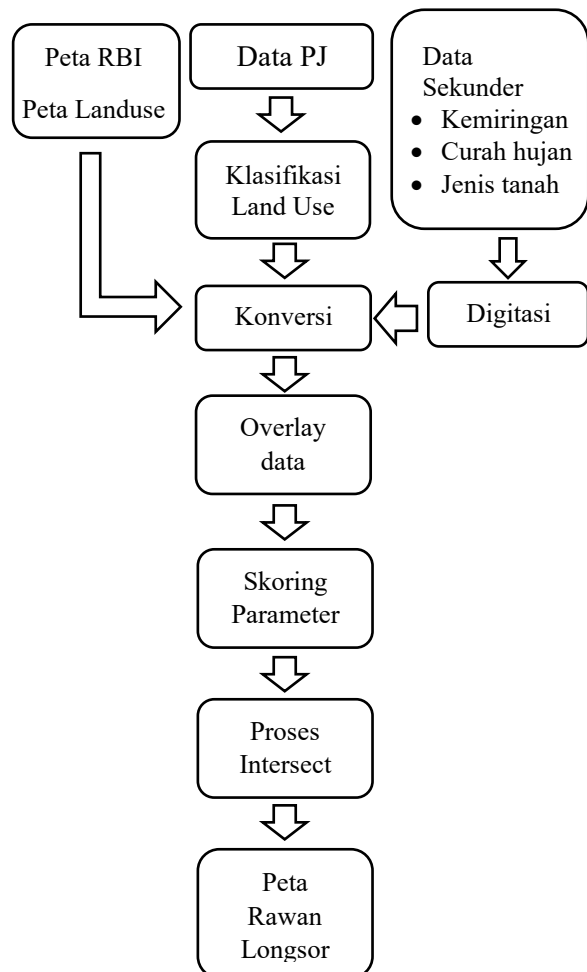 Peta RBI
Peta Landuse
Data PJ
Data
Sekunder
• Kemiringan
• Curah hujan
• Jenis tanah
Klasifikasi
Land Use
Konversi
Digitasi
Overlay
data
Skoring
Parameter
Proses
Intersect
Peta
Rawan
Longsor